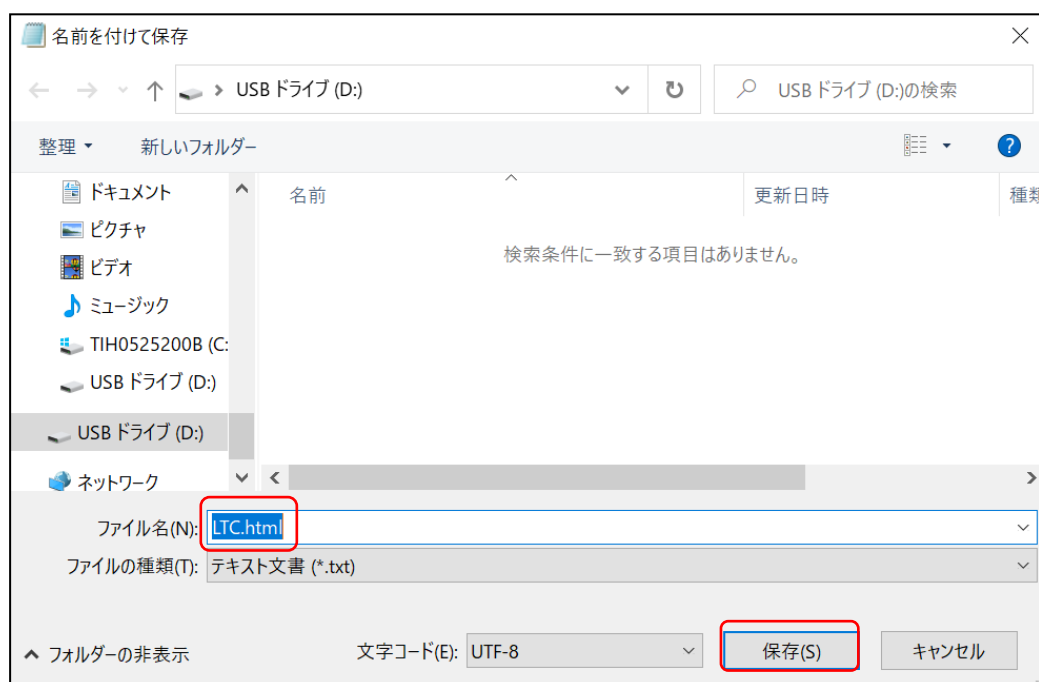 名前を付けて保存
USB ドライブ (D:)
USB ドライブ (D:)の検索
整理
新しいフォルダー
?
ドキュメント
ピクチャ
ビデオ
ミュージック
TIH0525200B (C:
USB ドライブ (D:)
USB ドライブ (D:)
ネットワーク
名前
更新日時
種類
検索条件に一致する項目はありません。
ファイル名(N): LTC.html
ファイルの種類(T): テキスト文書 (*.txt)
フォルダーの非表示
文字コード(E): UTF-8
保存(S)
キャンセル